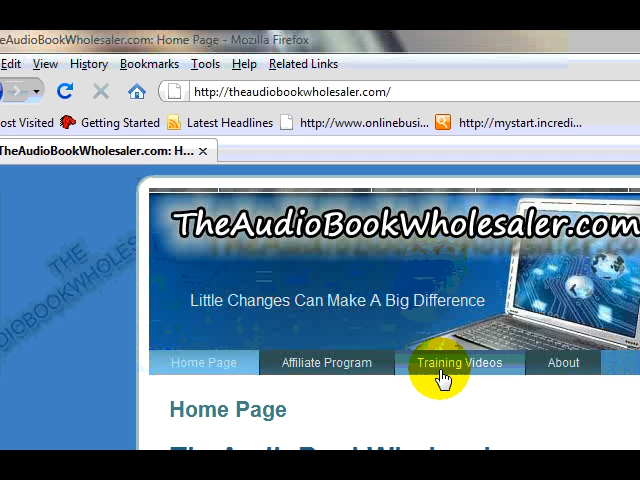 eAudioBookWholesaler.com: Home Page - Mozilla Firefox
Edit View History Bookmarks Tools Help Related Links
http://theaudiobookwholesaler.com/
ost Visited Getting Started Latest Headlines http://www.onlinebusi... http://mystart.incredi...
TheAudioBookWholesaler.com: H...
TheAudioBookWholesaler.com
THE
DIOBOOKWHOLES
Little Changes Can Make A Big Difference
Home Page Affiliate Program Training Videos About
Home Page